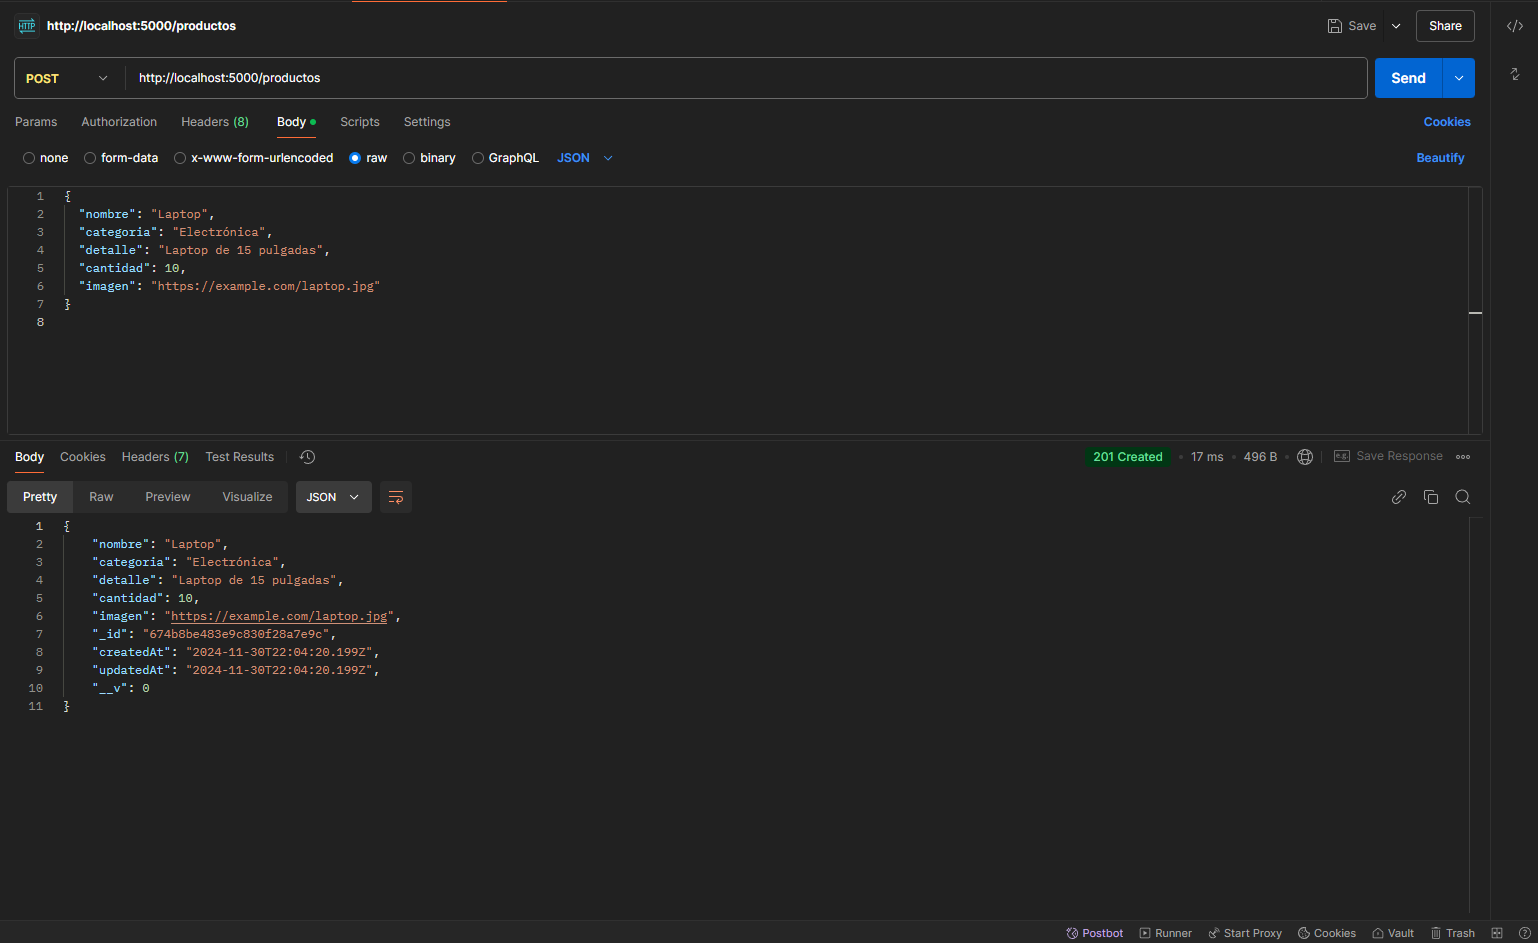 HTTP http://localhost:5000/productos Save Share
POST http://localhost:5000/productos Send
Params Authorization Headers (8) Body Scripts Settings Cookies
none form-data x-www-form-urlencoded raw binary GraphQL JSON Beautify
1 {
2 "nombre": "Laptop",
3 "categoria": "Electrónica",
4 "detalle": "Laptop de 15 pulgadas",
5 "cantidad": 10,
6 "imagen": "https://example.com/laptop.jpg"
7 }
8
Body Cookies Headers (7) Test Results 201 Created 17 ms 496 B e.g. Save Response
Pretty Raw Preview Visualize JSON
1 {
2 "nombre": "Laptop",
3 "categoria": "Electrónica",
4 "detalle": "Laptop de 15 pulgadas",
5 "cantidad": 10,
6 "imagen": "https://example.com/laptop.jpg",
7 "_id": "674b8be483e9c830f28a7e9c",
8 "createdAt": "2024-11-30T22:04:20.199Z",
9 "updatedAt": "2024-11-30T22:04:20.199Z",
10 "__v": 0
11 }
Postbot Runner Start Proxy Cookies Vault Trash